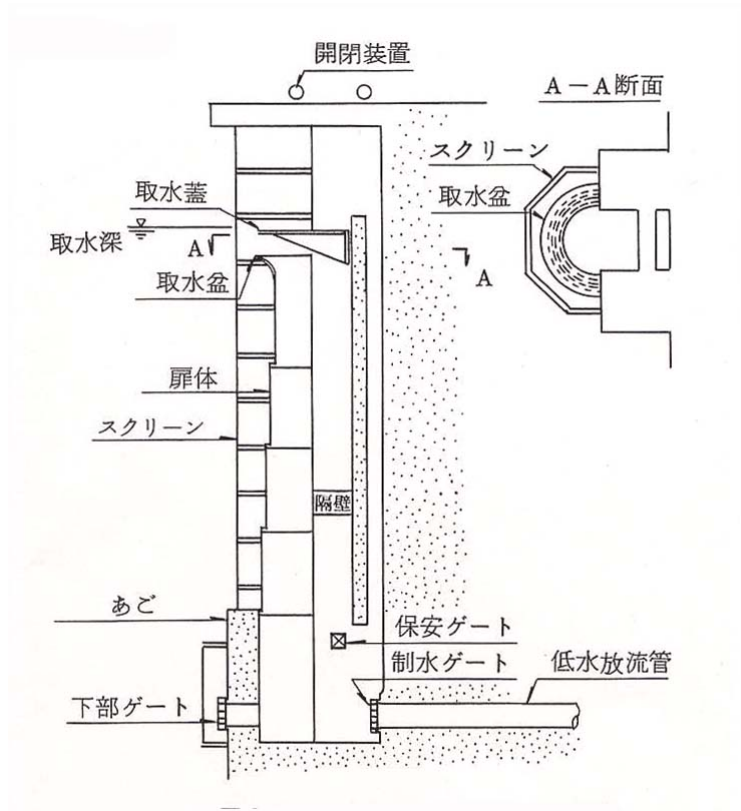 開閉装置
A－A断面
スクリーン
取水蓋
取水盆
取水深
A
A
取水盆
扉体
スクリーン
隔壁
あご
保安ゲート
制水ゲート
低水放流管
下部ゲート